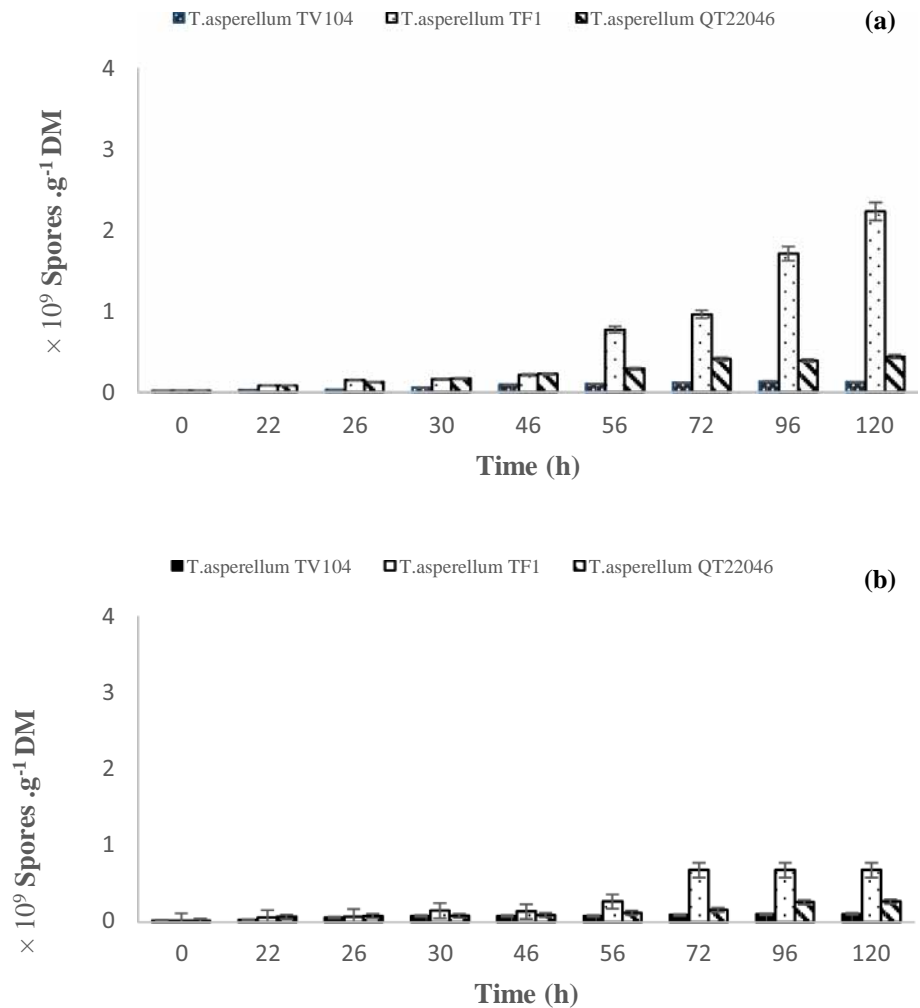 T.asperellum TV104 T.asperellum TF1 T.asperellum QT22046 (a)
4
3
2
1
0
× 10⁹ Spores .g⁻¹ DM
0 22 26 30 46 56 72 96 120
Time (h)
T.asperellum TV104 T.asperellum TF1 T.asperellum QT22046 (b)
4
3
2
1
0
× 10⁹ Spores .g⁻¹ DM
0 22 26 30 46 56 72 96 120
Time (h)